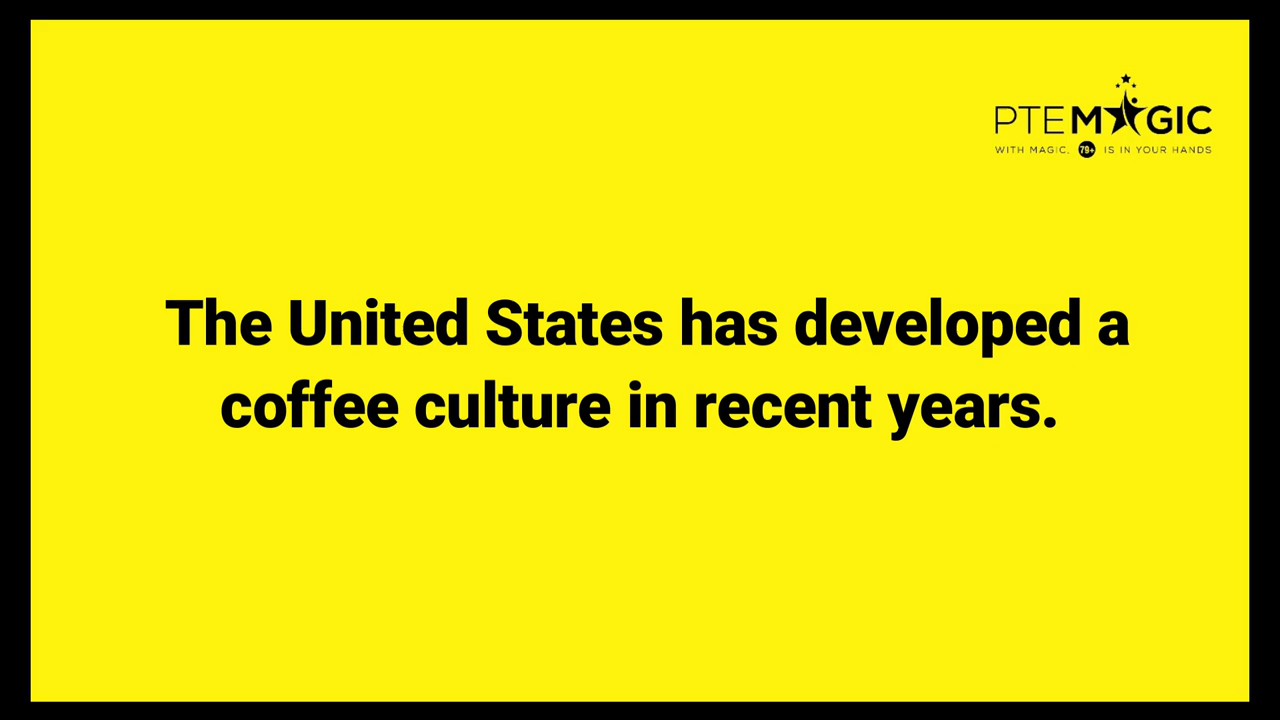 PTEMAGIC
WITH MAGIC, 79+ IS IN YOUR HANDS
The United States has developed a
coffee culture in recent years.